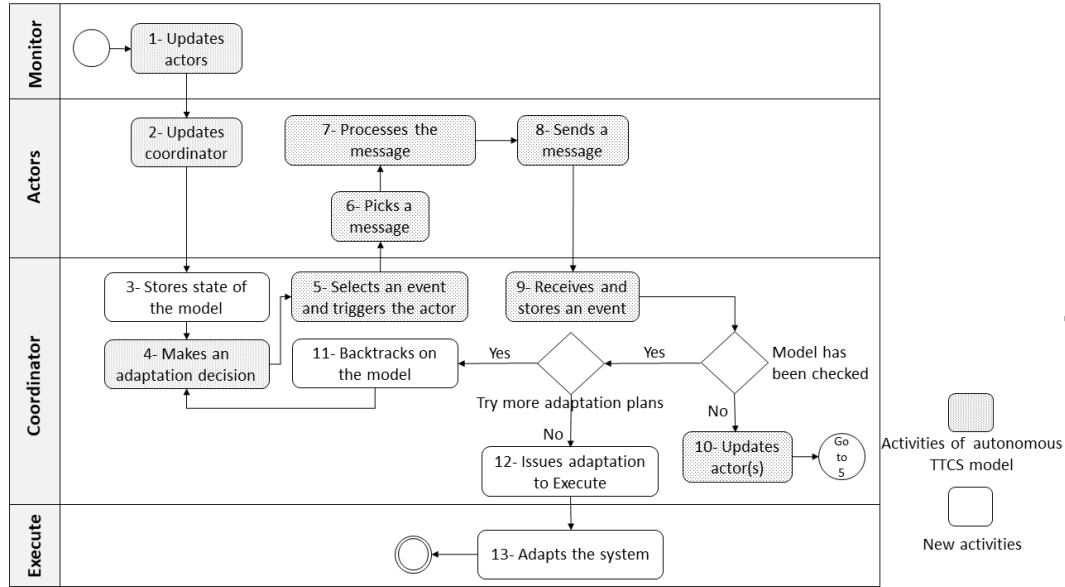 Monitor
1- Updates
actors
Actors
2- Updates
coordinator
7- Processes the
message
8- Sends a
message
6- Picks a
message
Coordinator
3- Stores state of
the model
5- Selects an event
and triggers the actor
9- Receives and
stores an event
4- Makes an
adaptation decision
11- Backtracks on
the model
Yes
Yes
Model has
been checked
Try more adaptation plans
No
No
10- Updates
actor(s)
Go
to
5
12- Issues adaptation
to Execute
Execute
13- Adapts the system
Activities of autonomous
TTCS model
New activities